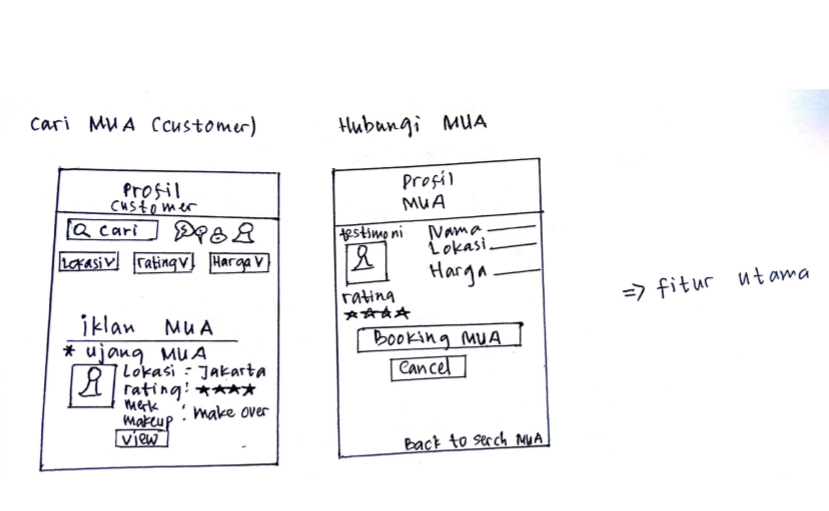 Cari MUA (customer)
Profil
customer
cari
Lokasi v
rating v
Harga v
iklan MUA
* ujang MUA
Lokasi = Jakarta
rating: ★★★★
merk
makeup : make over
view
Hubungi MUA
Profil
MUA
testimoni
Nama
Lokasi
Harga
rating
★★★★
Booking MUA
Cancel
Back to serch MUA
=> fitur utama